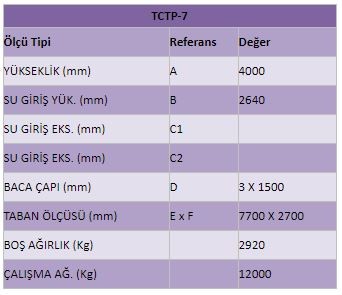 TCTP-7
Ölçü Tipi Referans Değer
YÜKSEKLİK (mm) A 4000
SU GİRİŞ YÜK. (mm) B 2640
SU GİRİŞ EKS. (mm) C1
SU GİRİŞ EKS. (mm) C2
BACA ÇAPI (mm) D 3 X 1500
TABAN ÖLÇÜSÜ (mm) E x F 7700 X 2700
BOŞ AĞIRLIK (Kg) 2920
ÇALIŞMA AĞ. (Kg) 12000